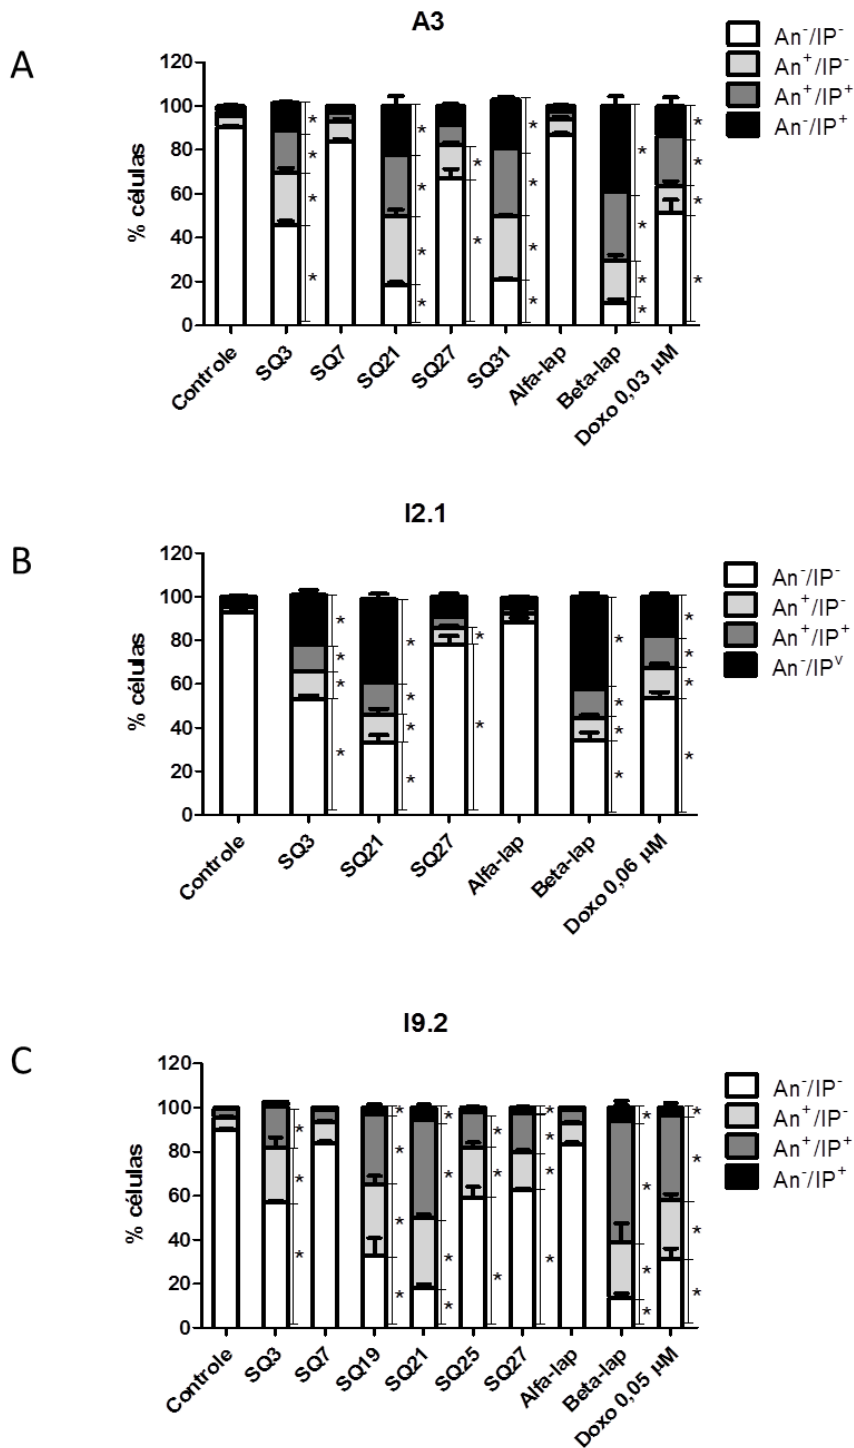 A3
A
An⁻/IP⁻
An⁺/IP⁻
An⁺/IP⁺
An⁻/IP⁺
% células
120
100
80
60
40
20
0
* * * * * * * * * * * * * * * * * * * * * *
Controle SQ3 SQ7 SQ21 SQ27 SQ31 Alfa-lap Beta-lap Doxo 0,03 µM
I2.1
B
An⁻/IP⁻
An⁺/IP⁻
An⁺/IP⁺
An⁻/IPᵛ
% células
120
100
80
60
40
20
0
* * * * * * * * * * * * * * * * * *
Controle SQ3 SQ21 SQ27 Alfa-lap Beta-lap Doxo 0,06 µM
I9.2
C
An⁻/IP⁻
An⁺/IP⁻
An⁺/IP⁺
An⁻/IP⁺
% células
120
100
80
60
40
20
0
* * * * * * * * * * * * * * * * * * * * * * * * *
Controle SQ3 SQ7 SQ19 SQ21 SQ25 SQ27 Alfa-lap Beta-lap Doxo 0,05 µM